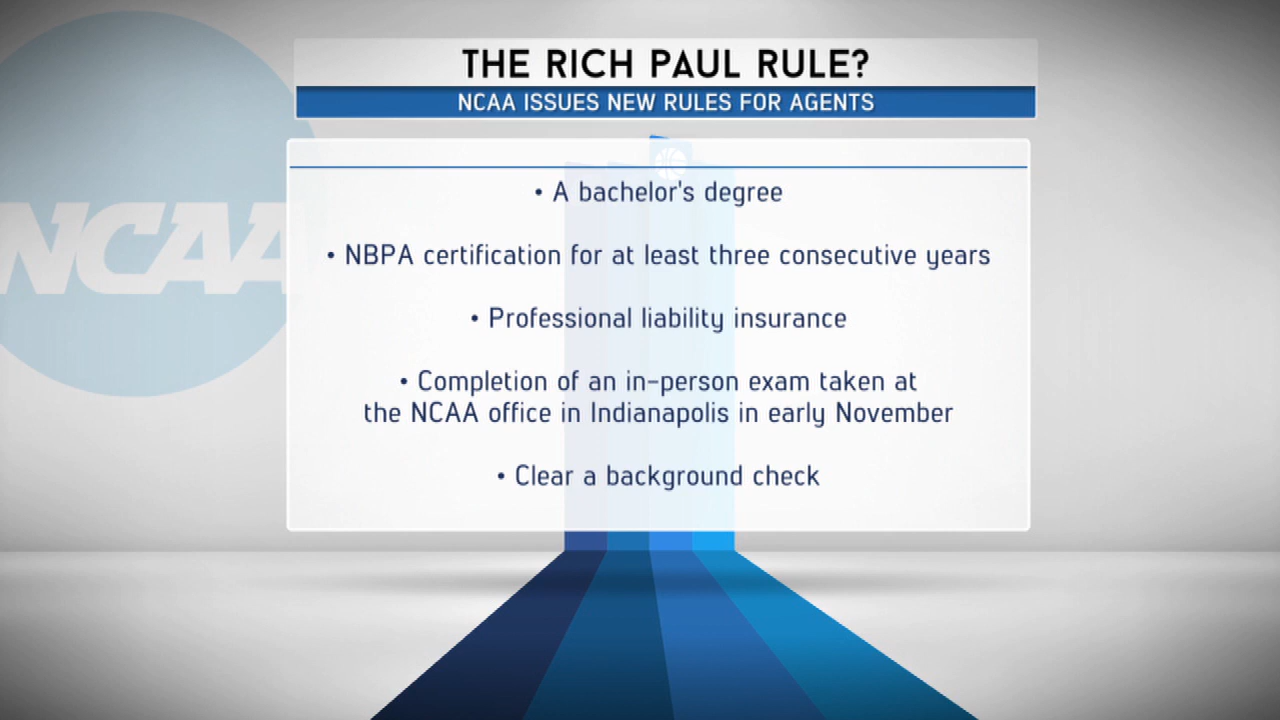 THE RICH PAUL RULE?
NCAA ISSUES NEW RULES FOR AGENTS
NCAA
• A bachelor's degree
• NBPA certification for at least three consecutive years
• Professional liability insurance
• Completion of an in-person exam taken at
the NCAA office in Indianapolis in early November
• Clear a background check